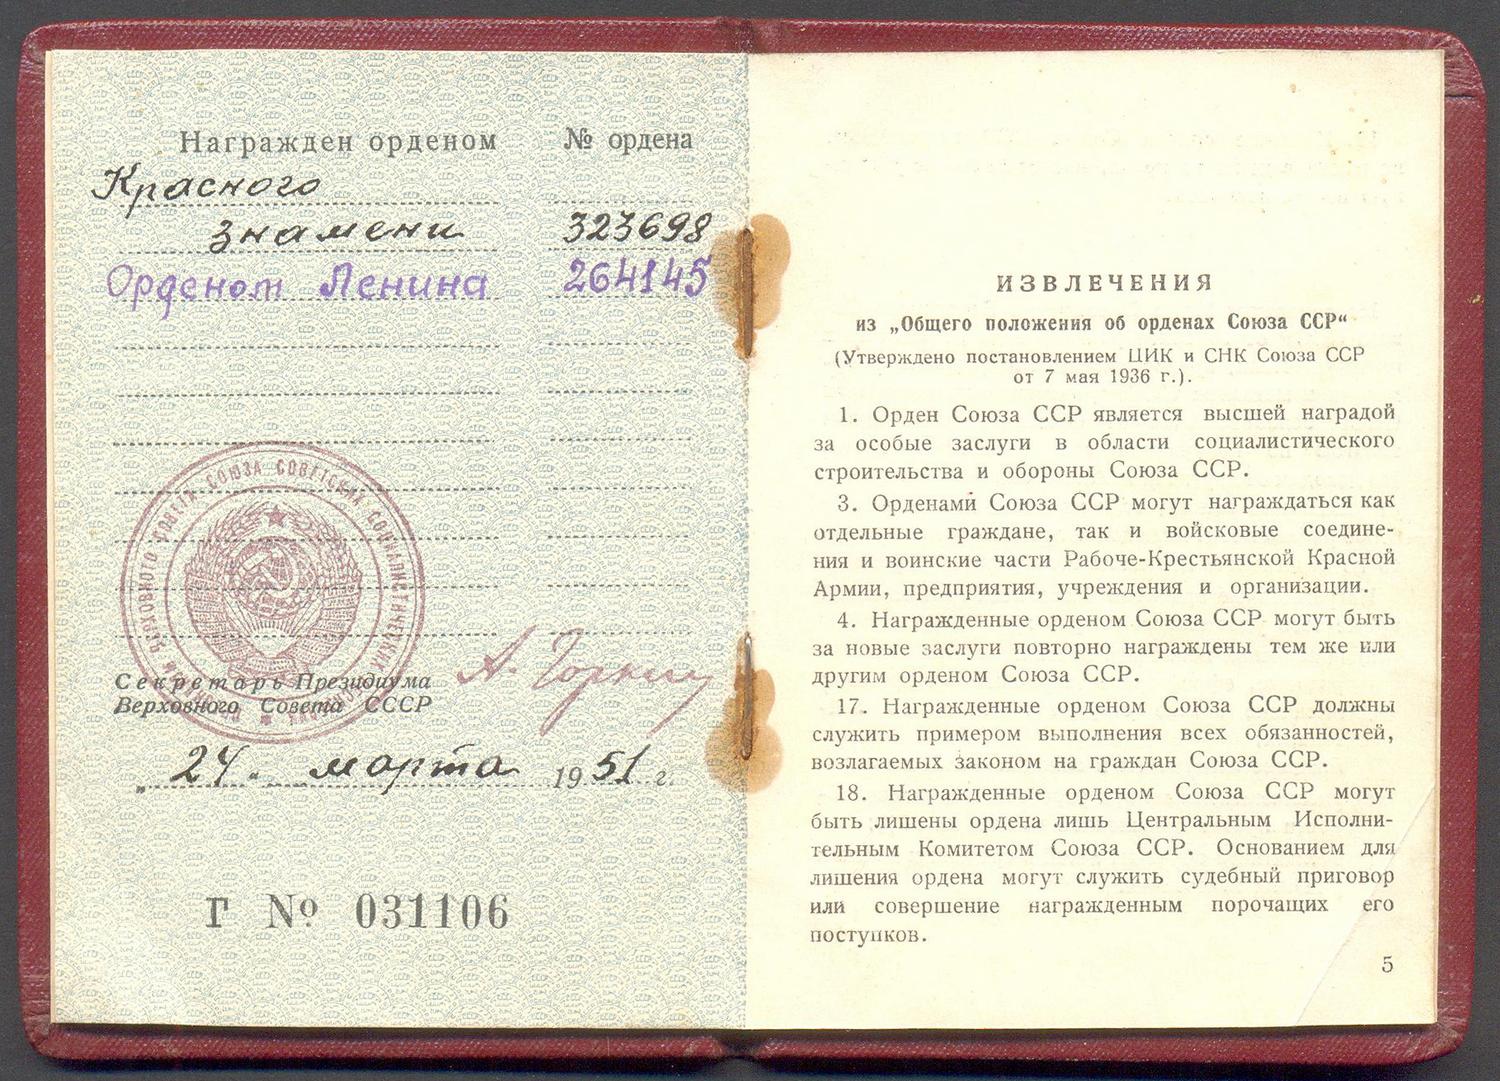 Награжден орденом № ордена
Красного
знамени 323698
Орденом Ленина 264145
ВЕРХОВНОГО СОВЕТА СОЮЗА СОВЕТСКИХ СОЦИАЛИСТИЧЕСКИХ
Секретарь Президиума
Верховного Совета СССР
А. Горкин
„24“ марта 1951 г.
Г № 031106
ИЗВЛЕЧЕНИЯ
из „Общего положения об орденах Союза ССР“
(Утверждено постановлением ЦИК и СНК Союза ССР
от 7 мая 1936 г.).
1. Орден Союза ССР является высшей наградой
за особые заслуги в области социалистического
строительства и обороны Союза ССР.
3. Орденами Союза ССР могут награждаться как
отдельные граждане, так и войсковые соедине-
ния и воинские части Рабоче-Крестьянской Красной
Армии, предприятия, учреждения и организации.
4. Награжденные орденом Союза ССР могут быть
за новые заслуги повторно награждены тем же или
другим орденом Союза ССР.
17. Награжденные орденом Союза ССР должны
служить примером выполнения всех обязанностей,
возлагаемых законом на граждан Союза ССР.
18. Награжденные орденом Союза ССР могут
быть лишены ордена лишь Центральным Исполни-
тельным Комитетом Союза ССР. Основанием для
лишения ордена могут служить судебный приговор
или совершение награжденным порочащих его
поступков.
5